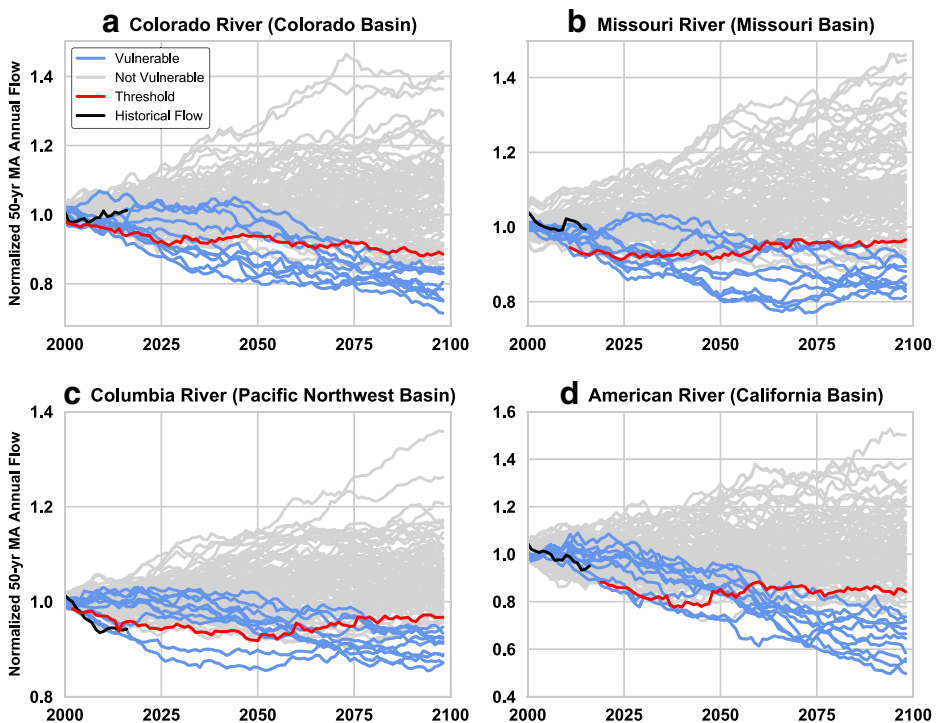 a Colorado River (Colorado Basin)
Normalized 50-yr MA Annual Flow
1.4
1.2
1.0
0.8
Vulnerable
Not Vulnerable
Threshold
Historical Flow
2000 2025 2050 2075 2100
b Missouri River (Missouri Basin)
1.4
1.2
1.0
0.8
2000 2025 2050 2075 2100
c Columbia River (Pacific Northwest Basin)
Normalized 50-yr MA Annual Flow
1.4
1.2
1.0
0.8
2000 2025 2050 2075 2100
d American River (California Basin)
1.6
1.4
1.2
1.0
0.8
0.6
0.4
2000 2025 2050 2075 2100